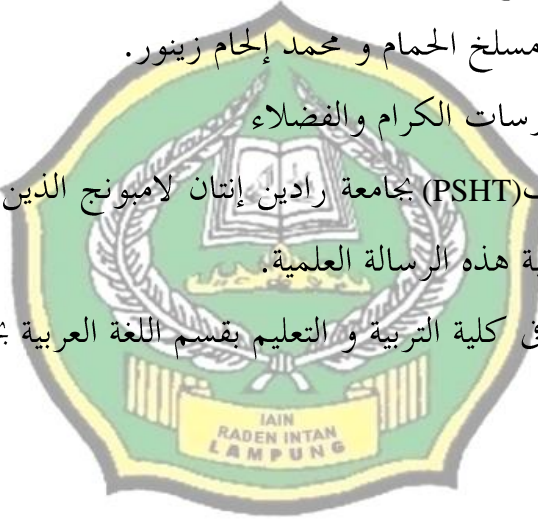 مسلخ الحمام و محمد إلحام زينور.
رسات الكرام والفضلاء
(PSHT) بجامعة رادين إنتان لامبونج الذين
ية هذه الرسالة العلمية.
كلية التربية و التعليم بقسم اللغة العربية
IAIN
RADEN INTAN
LAMPUNG